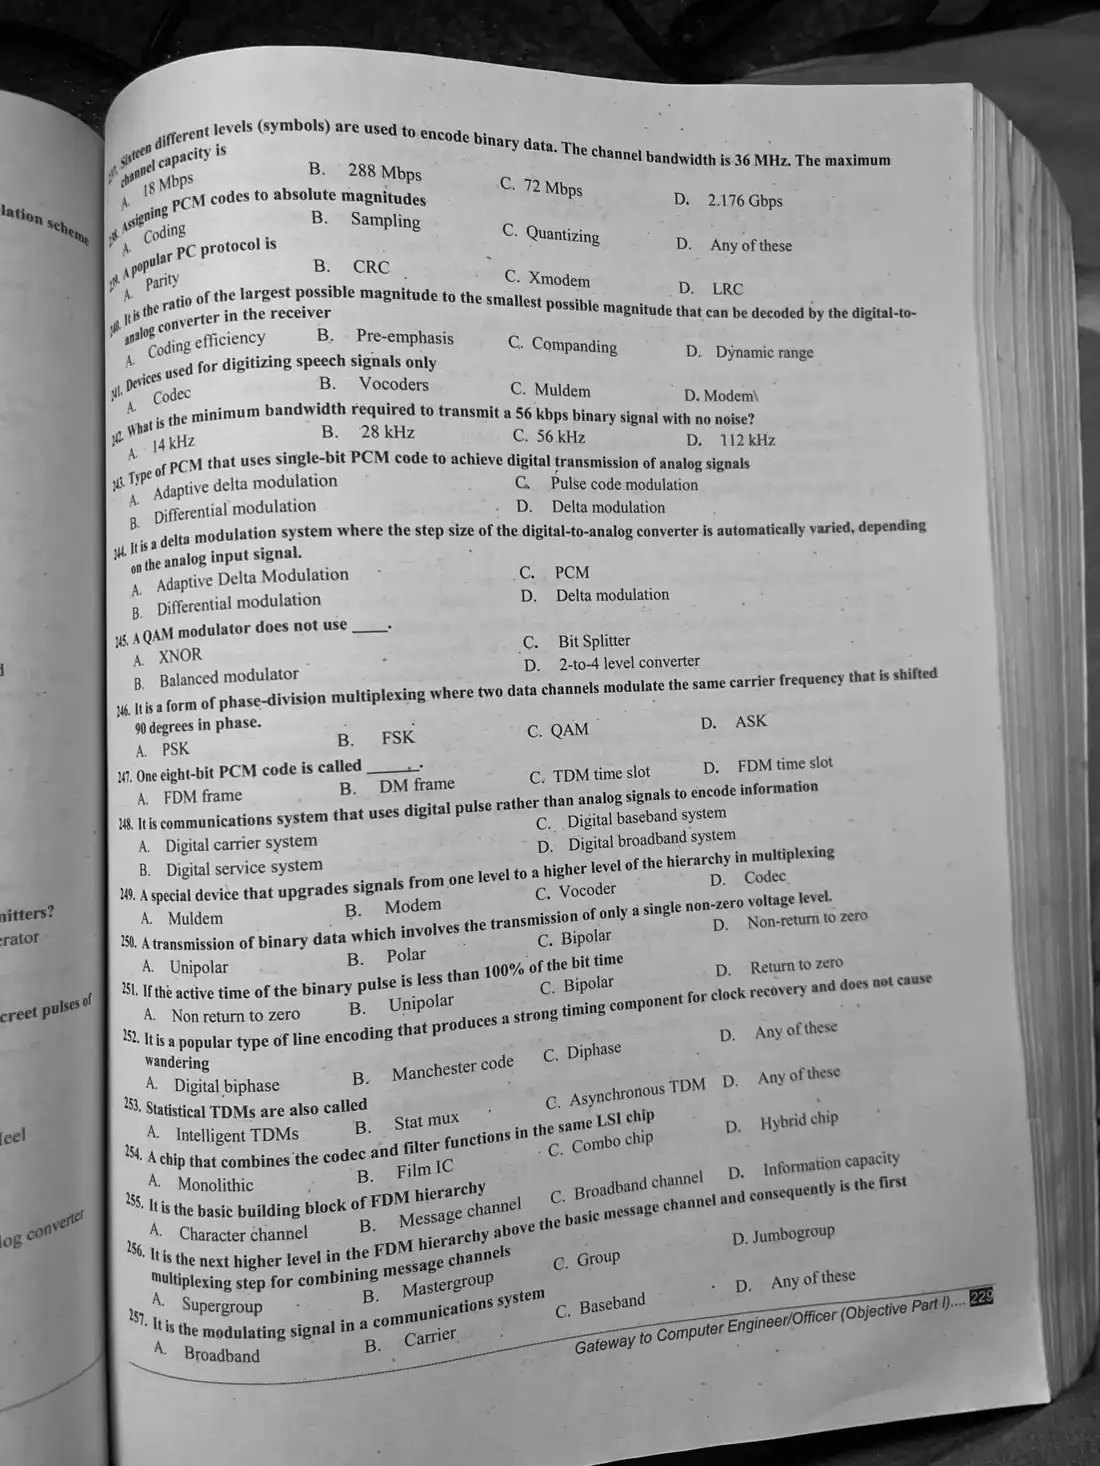 lation scheme
nitters?
erator
creet pulses of
log converter
237. Sixteen different levels (symbols) are used to encode binary data. The channel bandwidth is 36 MHz. The maximum
channel capacity is
A. 18 Mbps B. 288 Mbps C. 72 Mbps D. 2.176 Gbps
238. Assigning PCM codes to absolute magnitudes
A. Coding B. Sampling C. Quantizing D. Any of these
239. A popular PC protocol is
A. Parity B. CRC C. Xmodem D. LRC
240. It is the ratio of the largest possible magnitude to the smallest possible magnitude that can be decoded by the digital-to-
analog converter in the receiver
A. Coding efficiency B. Pre-emphasis C. Companding D. Dynamic range
241. Devices used for digitizing speech signals only
A. Codec B. Vocoders C. Muldem D. Modem\
242. What is the minimum bandwidth required to transmit a 56 kbps binary signal with no noise?
A. 14 kHz B. 28 kHz C. 56 kHz D. 112 kHz
243. Type of PCM that uses single-bit PCM code to achieve digital transmission of analog signals
A. Adaptive delta modulation C. Pulse code modulation
B. Differential modulation D. Delta modulation
244. It is a delta modulation system where the step size of the digital-to-analog converter is automatically varied, depending
on the analog input signal.
A. Adaptive Delta Modulation C. PCM
B. Differential modulation D. Delta modulation
245. A QAM modulator does not use ____.
A. XNOR C. Bit Splitter
B. Balanced modulator D. 2-to-4 level converter
246. It is a form of phase-division multiplexing where two data channels modulate the same carrier frequency that is shifted
90 degrees in phase.
A. PSK B. FSK C. QAM D. ASK
247. One eight-bit PCM code is called ______.
A. FDM frame B. DM frame C. TDM time slot D. FDM time slot
248. It is communications system that uses digital pulse rather than analog signals to encode information
A. Digital carrier system C. Digital baseband system
B. Digital service system D. Digital broadband system
249. A special device that upgrades signals from one level to a higher level of the hierarchy in multiplexing
A. Muldem B. Modem C. Vocoder D. Codec
250. A transmission of binary data which involves the transmission of only a single non-zero voltage level.
A. Unipolar B. Polar C. Bipolar D. Non-return to zero
251. If the active time of the binary pulse is less than 100% of the bit time
A. Non return to zero B. Unipolar C. Bipolar D. Return to zero
252. It is a popular type of line encoding that produces a strong timing component for clock recovery and does not cause
wandering
A. Digital biphase B. Manchester code C. Diphase D. Any of these
253. Statistical TDMs are also called
A. Intelligent TDMs B. Stat mux C. Asynchronous TDM D. Any of these
254. A chip that combines the codec and filter functions in the same LSI chip
A. Monolithic B. Film IC C. Combo chip D. Hybrid chip
255. It is the basic building block of FDM hierarchy
A. Character channel B. Message channel C. Broadband channel D. Information capacity
256. It is the next higher level in the FDM hierarchy above the basic message channel and consequently is the first
multiplexing step for combining message channels
A. Supergroup B. Mastergroup C. Group D. Jumbogroup
257. It is the modulating signal in a communications system
A. Broadband B. Carrier C. Baseband D. Any of these
Gateway to Computer Engineer/Officer (Objective Part I).... 229